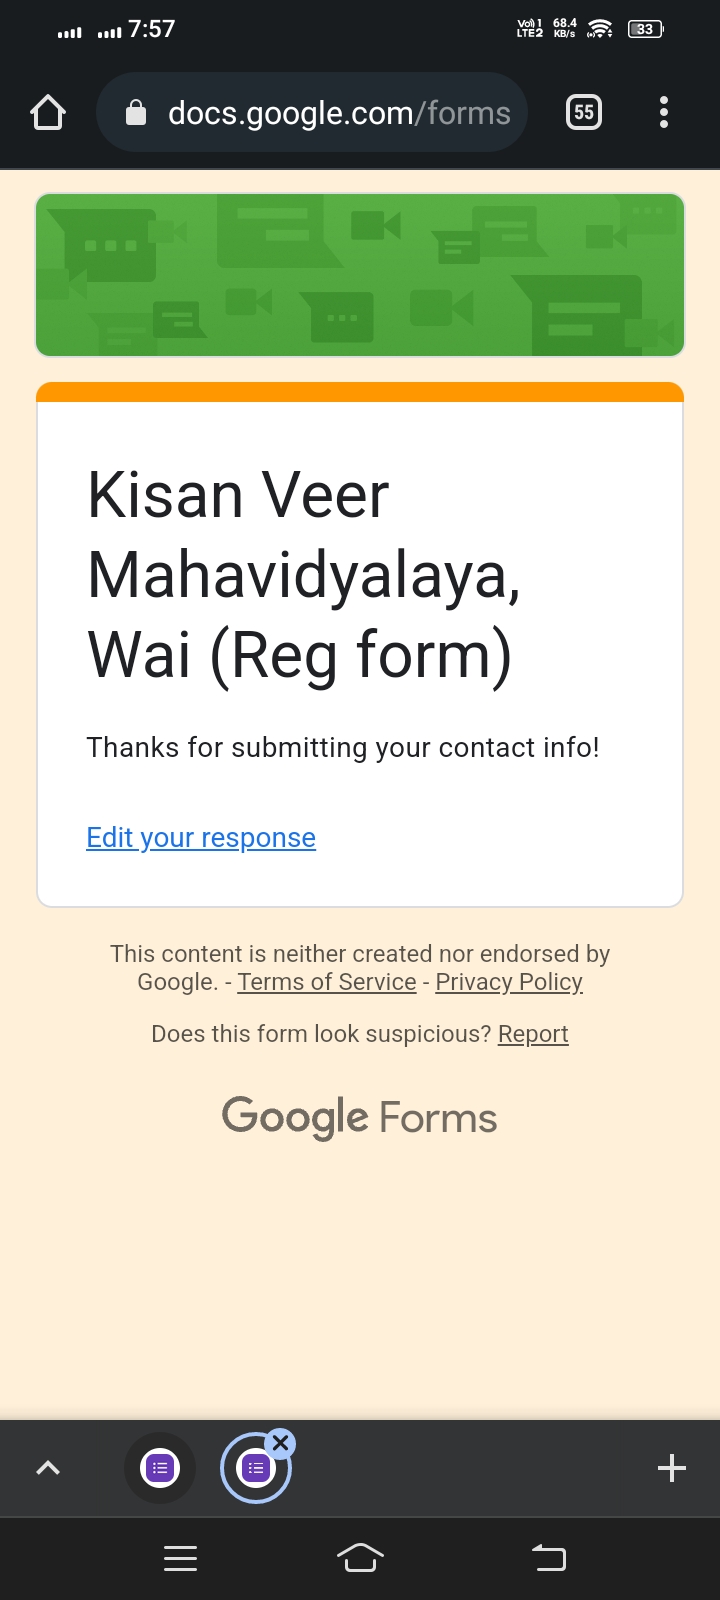 7:57
Vo) 1
LTE2
68.4
KB/s
33
docs.google.com/forms
55
Kisan Veer
Mahavidyalaya,
Wai (Reg form)
Thanks for submitting your contact info!
Edit your response
This content is neither created nor endorsed by
Google. - Terms of Service - Privacy Policy
Does this form look suspicious? Report
Google Forms